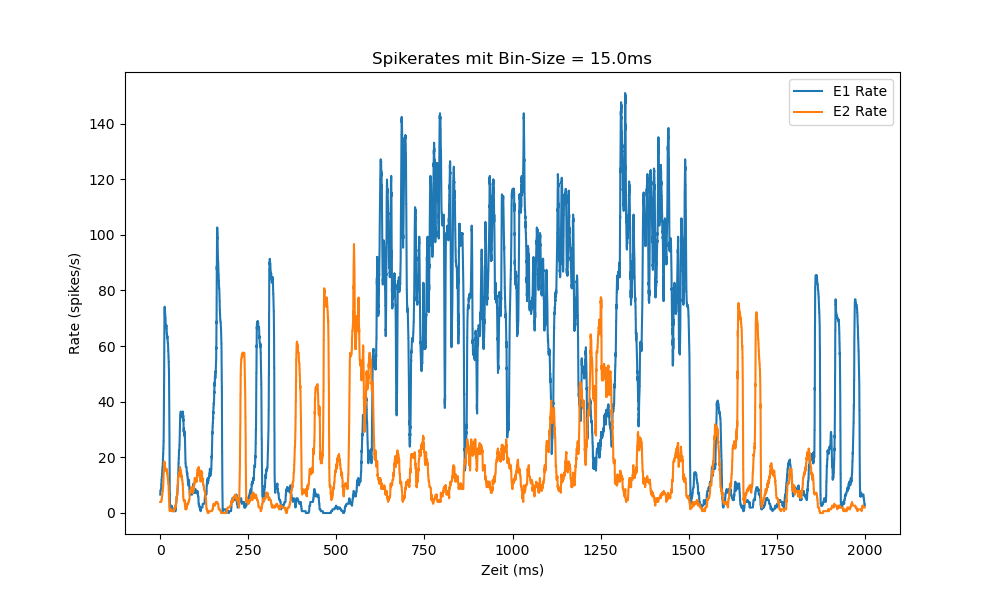 Spikerates mit Bin-Size = 15.0ms
E1 Rate
E2 Rate
Rate (spikes/s)
140
120
100
80
60
40
20
0
0 250 500 750 1000 1250 1500 1750 2000
Zeit (ms)